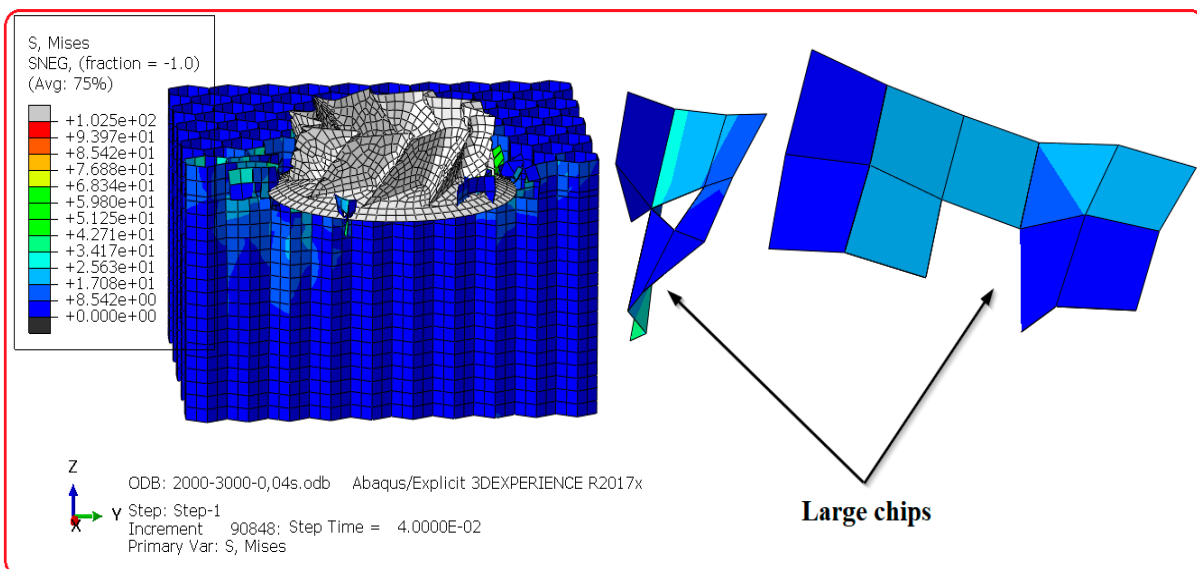 S, Mises
SNEG, (fraction = -1.0)
(Avg: 75%)
+1.025e+02
+9.397e+01
+8.542e+01
+7.688e+01
+6.834e+01
+5.980e+01
+5.125e+01
+4.271e+01
+3.417e+01
+2.563e+01
+1.708e+01
+8.542e+00
+0.000e+00
Z
Y
X
ODB: 2000-3000-0,04s.odb Abaqus/Explicit 3DEXPERIENCE R2017x
Step: Step-1
Increment 90848: Step Time = 4.0000E-02
Primary Var: S, Mises
Large chips